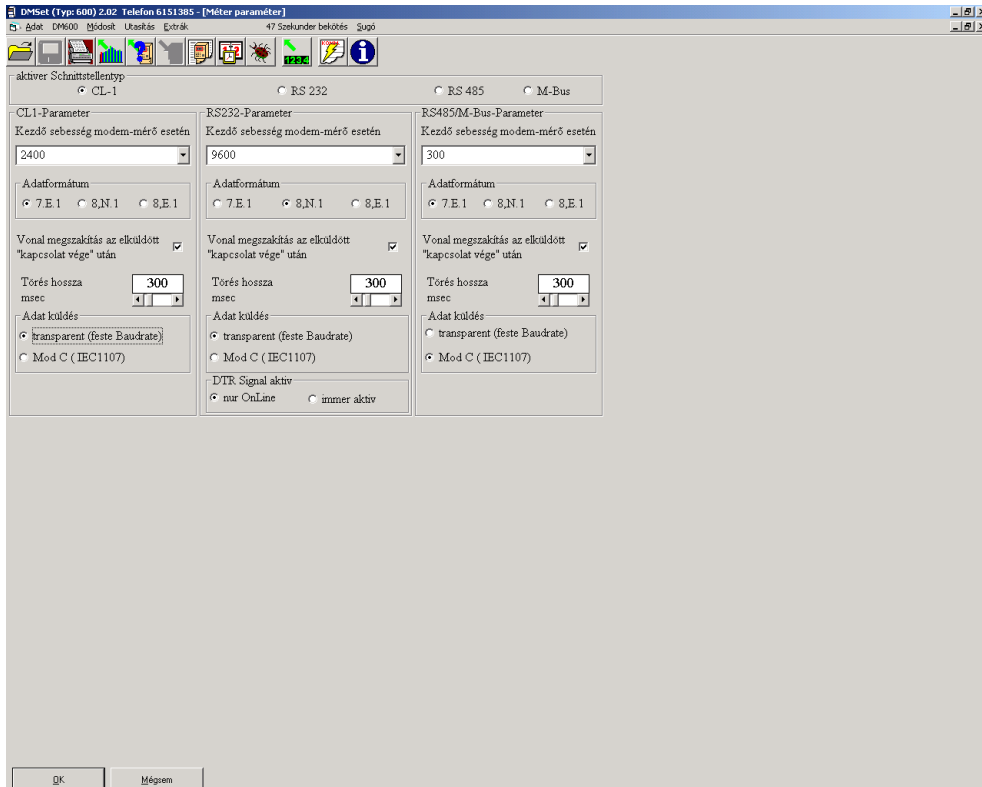 DMSet (Typ: 600) 2.02 Telefon 6151385 - [Méter paraméter]
Adat DM600 Módosít Utasítás Extrák 47 Szekunder bekötés Sugó
1234
aktiver Schnittstellentyp
CL-1 RS 232 RS 485 M-Bus
CL1-Parameter RS232-Parameter RS485/M-Bus-Parameter
Kezdő sebesség modem-mérő esetén Kezdő sebesség modem-mérő esetén Kezdő sebesség modem-mérő esetén
2400 9600 300
Adatformátum Adatformátum Adatformátum
7.E.1 8,N.1 8,E.1 7.E.1 8,N.1 8,E.1 7.E.1 8,N.1 8,E.1
Vonal megszakítás az elküldött Vonal megszakítás az elküldött Vonal megszakítás az elküldött
"kapcsolat vége" után "kapcsolat vége" után "kapcsolat vége" után
Törés hossza 300 Törés hossza 300 Törés hossza 300
msec msec msec
Adat küldés Adat küldés Adat küldés
transparent (feste Baudrate) transparent (feste Baudrate) transparent (feste Baudrate)
Mod C ( IEC1107) Mod C ( IEC1107) Mod C ( IEC1107)
DTR Signal aktiv
nur OnLine immer aktiv
OK Mégsem